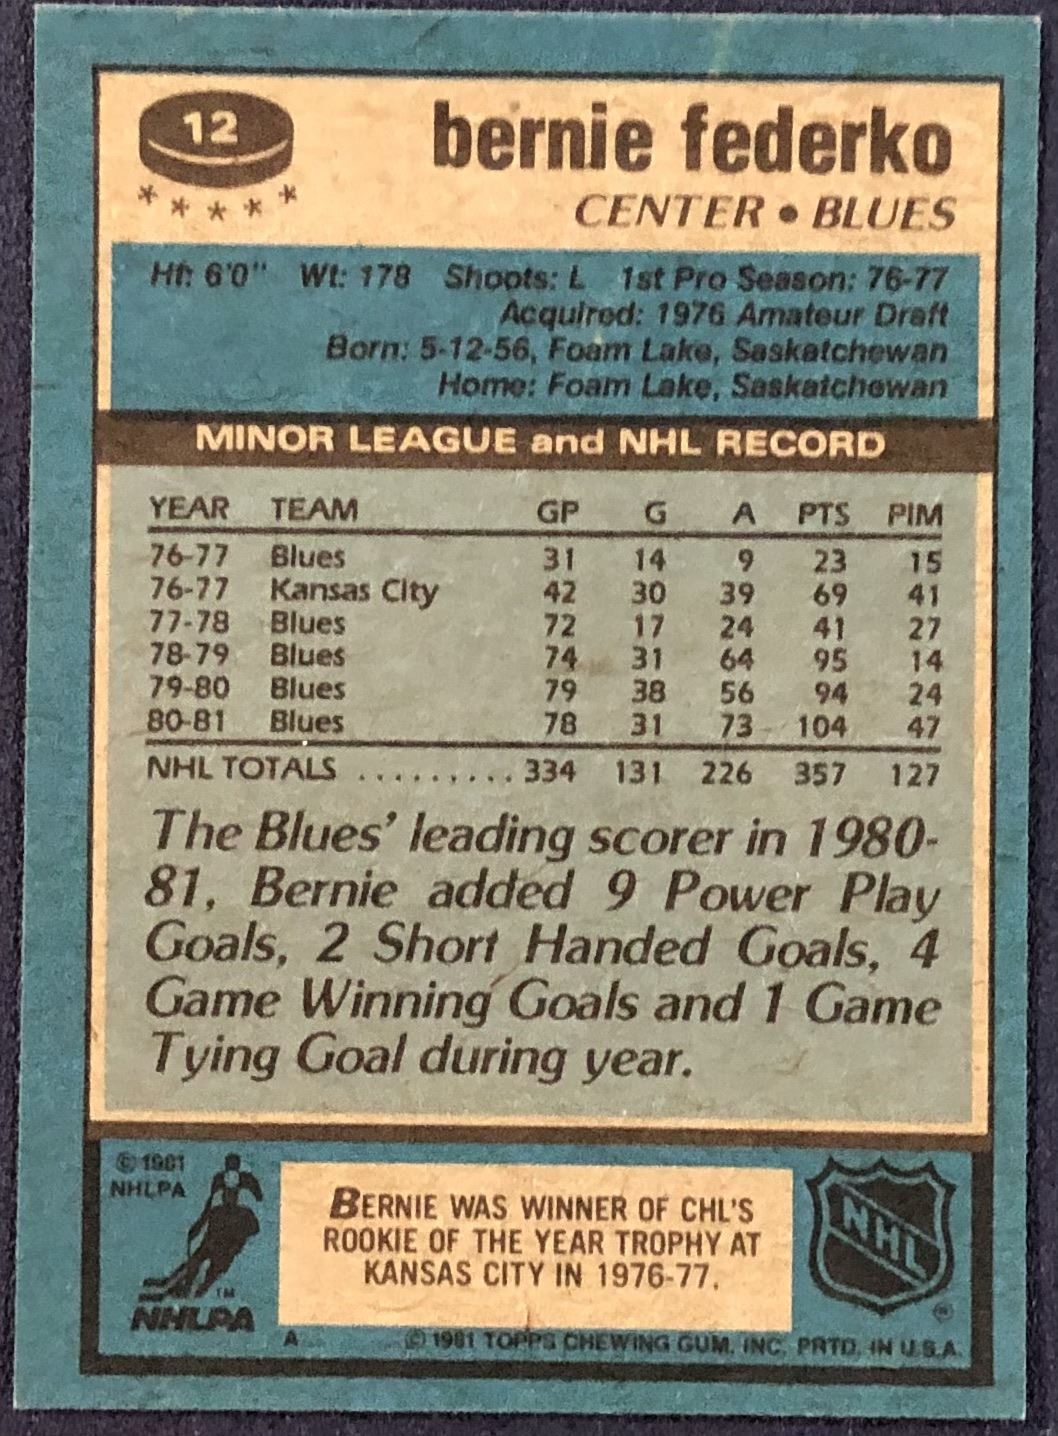 12
bernie federko
CENTER • BLUES
Ht: 6'0" Wt: 178 Shoots: L 1st Pro Season: 76-77
Acquired: 1976 Amateur Draft
Born: 5-12-56, Foam Lake, Saskatchewan
Home: Foam Lake, Saskatchewan
MINOR LEAGUE and NHL RECORD
YEAR TEAM GP G A PTS PIM
76-77 Blues 31 14 9 23 15
76-77 Kansas City 42 30 39 69 41
77-78 Blues 72 17 24 41 27
78-79 Blues 74 31 64 95 14
79-80 Blues 79 38 56 94 24
80-81 Blues 78 31 73 104 47
NHL TOTALS ......... 334 131 226 357 127
The Blues' leading scorer in 1980-
81, Bernie added 9 Power Play
Goals, 2 Short Handed Goals, 4
Game Winning Goals and 1 Game
Tying Goal during year.
© 1981
NHLPA
TM
NHLPA
BERNIE WAS WINNER OF CHL'S
ROOKIE OF THE YEAR TROPHY AT
KANSAS CITY IN 1976-77.
NHL
®
A © 1981 TOPPS CHEWING GUM, INC. PRTD. IN U.S.A.